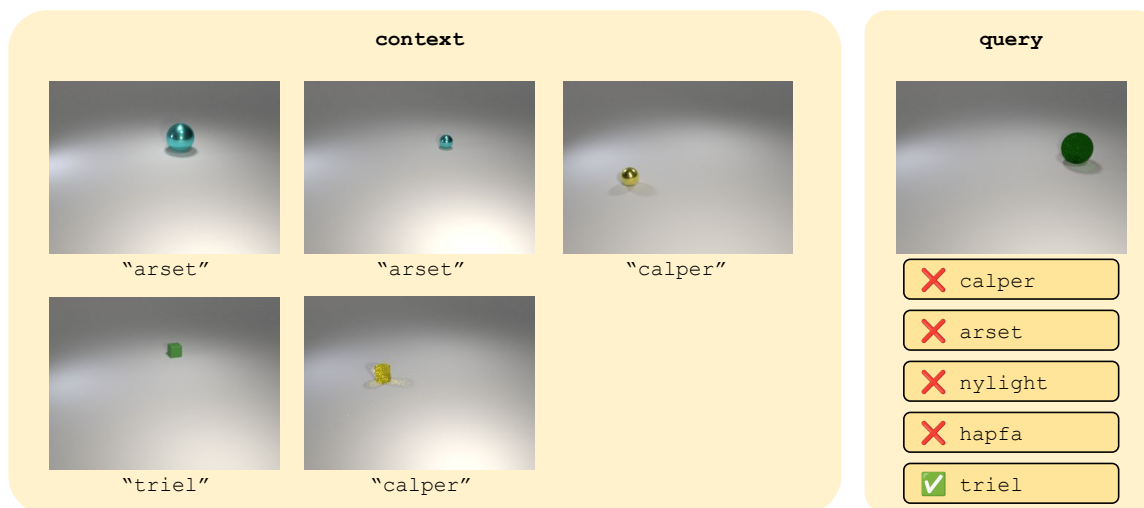 context
“arset”
“arset”
“calper”
“triel”
“calper”
query
calper
arset
nylight
hapfa
triel